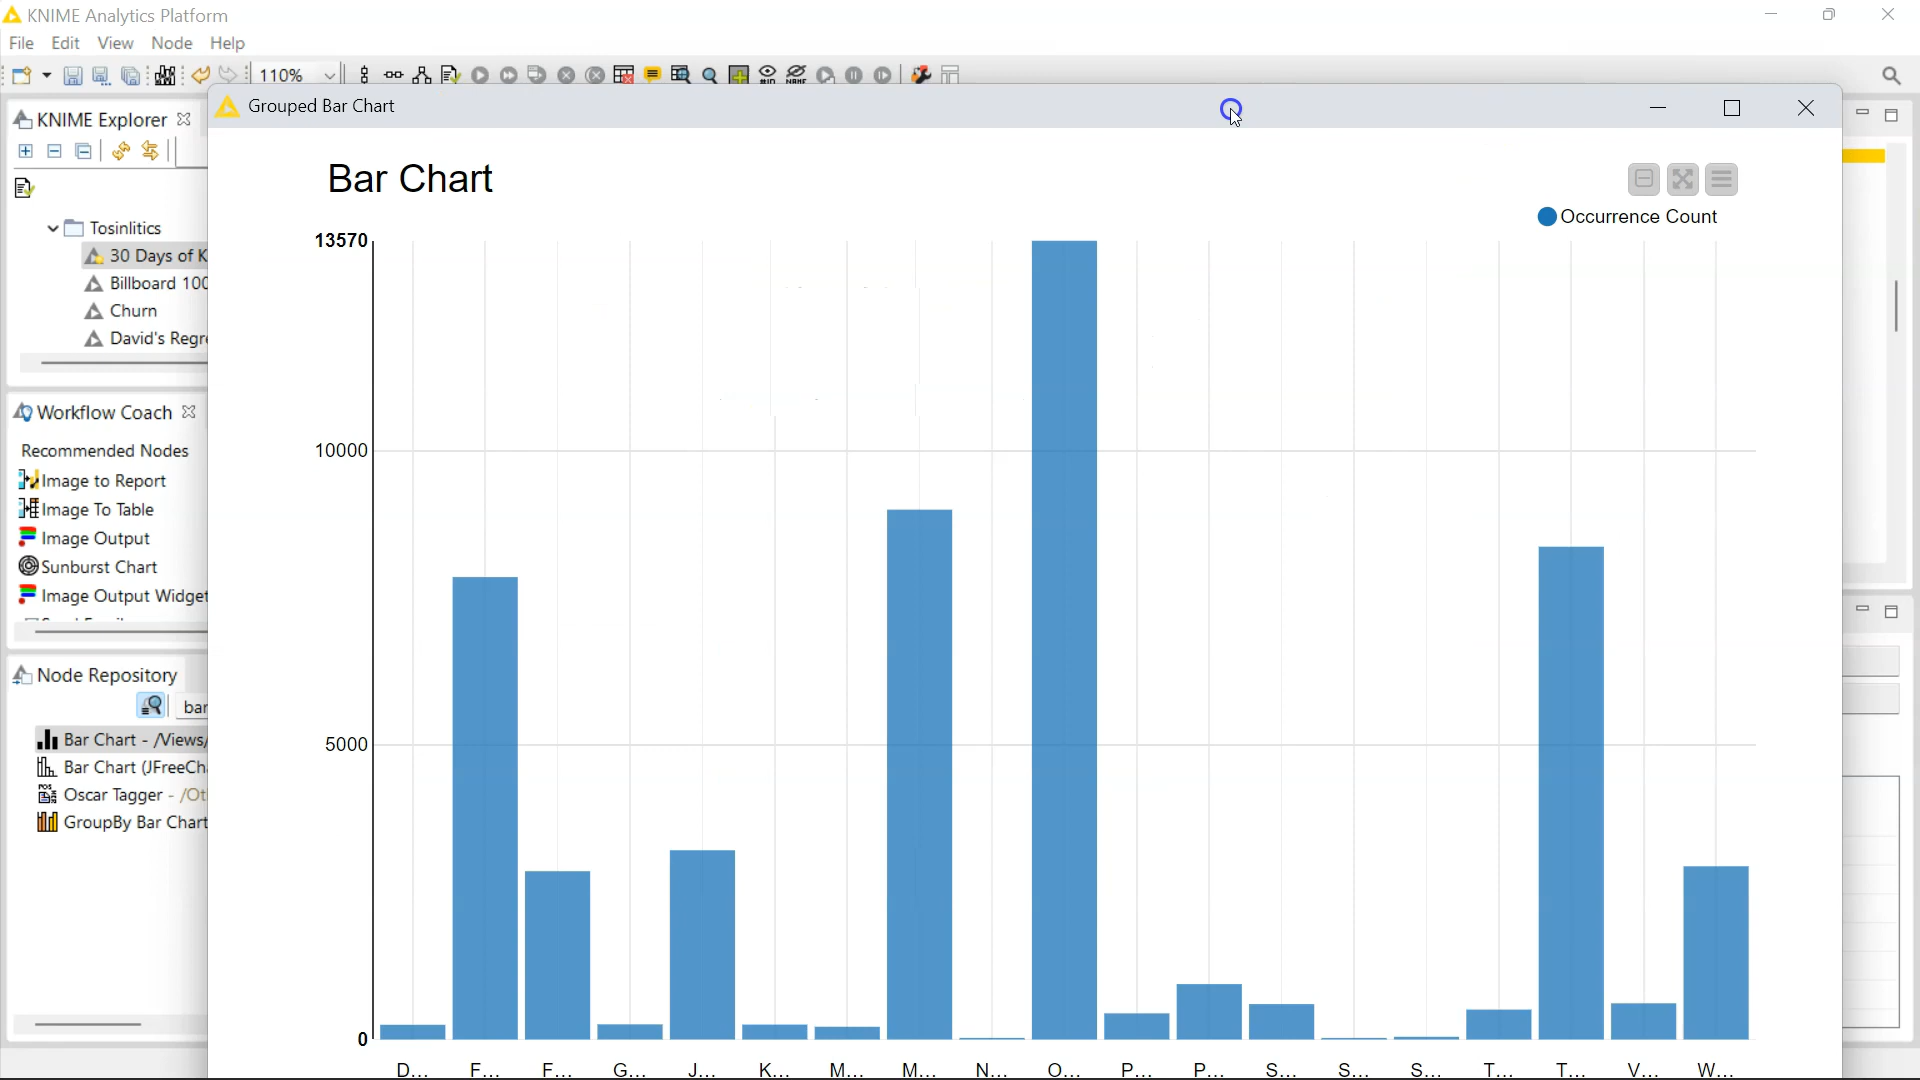 KNIME Analytics Platform
File Edit View Node Help
110%
Grouped Bar Chart
KNIME Explorer
Tosinlitics
30 Days of K
Billboard 100
Churn
David's Regr
Workflow Coach
Recommended Nodes
Image to Report
Image To Table
Image Output
Sunburst Chart
Image Output Widget
Node Repository
bar
Bar Chart - /Views/
Bar Chart (JFreeCh
Oscar Tagger - /Ot
GroupBy Bar Chart
Bar Chart
Occurrence Count
13570
10000
5000
0
D... F... F... G... J... K... M... M... N... O... P... P... S... S... S... T... T... V... W...